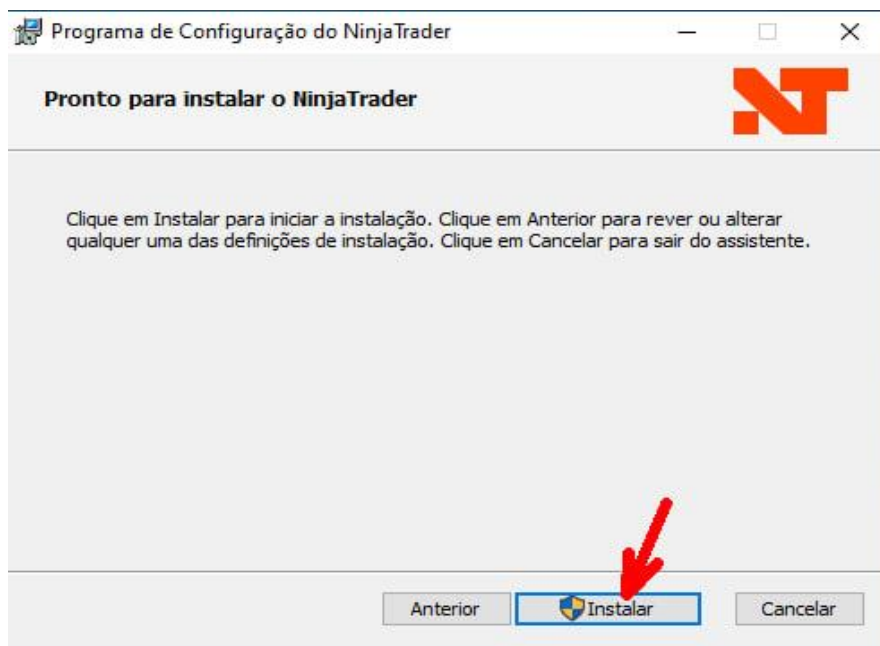 Programa de Configuração do NinjaTrader
Pronto para instalar o NinjaTrader
Clique em Instalar para iniciar a instalação. Clique em Anterior para rever ou alterar
qualquer uma das definições de instalação. Clique em Cancelar para sair do assistente.
Anterior
Instalar
Cancelar